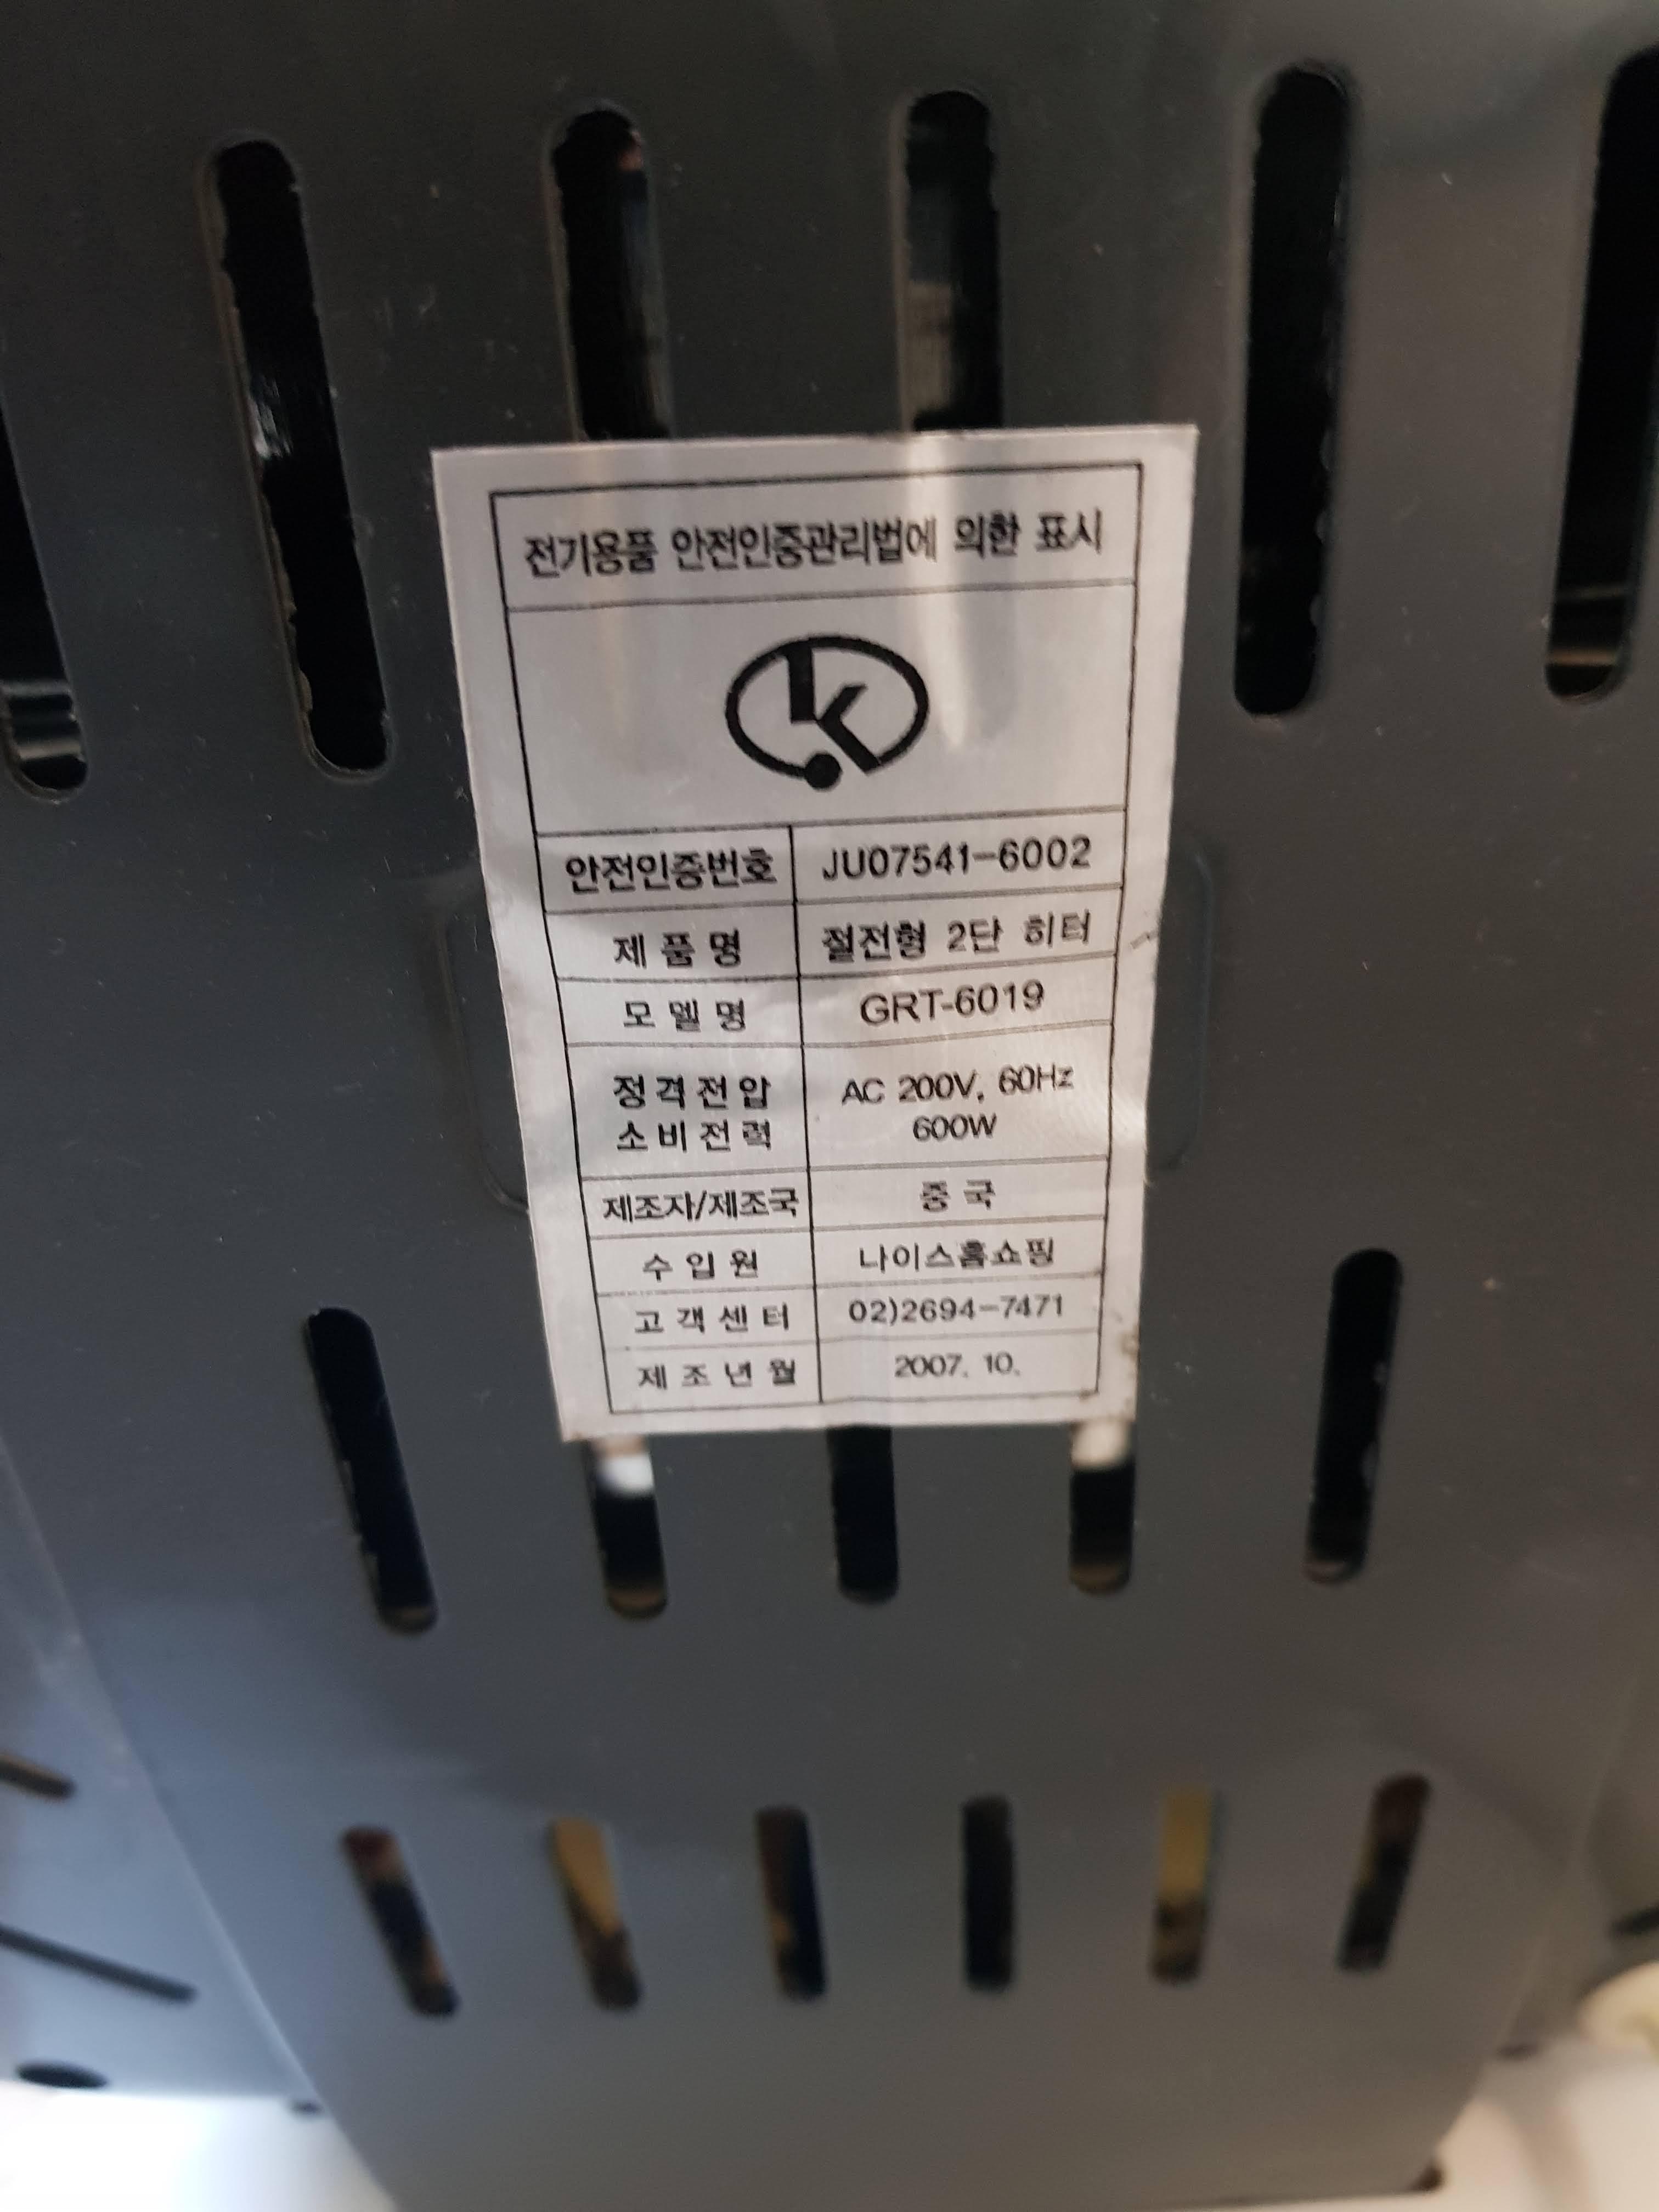 전기용품 안전인증관리법에 의한 표시
안전인증번호 JU07541-6002
제품명 절전형 2단 히터
모델명 GRT-6019
정격전압 AC 200V, 60Hz
소비전력 600W
제조자/제조국 중국
수입원 나이스홈쇼핑
고객센터 02)2694-7471
제조년월 2007. 10.